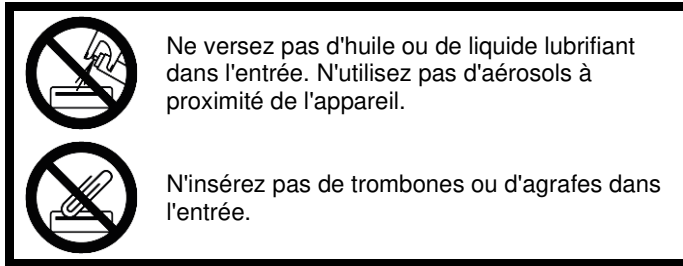 Ne versez pas d'huile ou de liquide lubrifiant
dans l'entrée. N'utilisez pas d'aérosols à
proximité de l'appareil.
N'insérez pas de trombones ou d'agrafes dans
l'entrée.